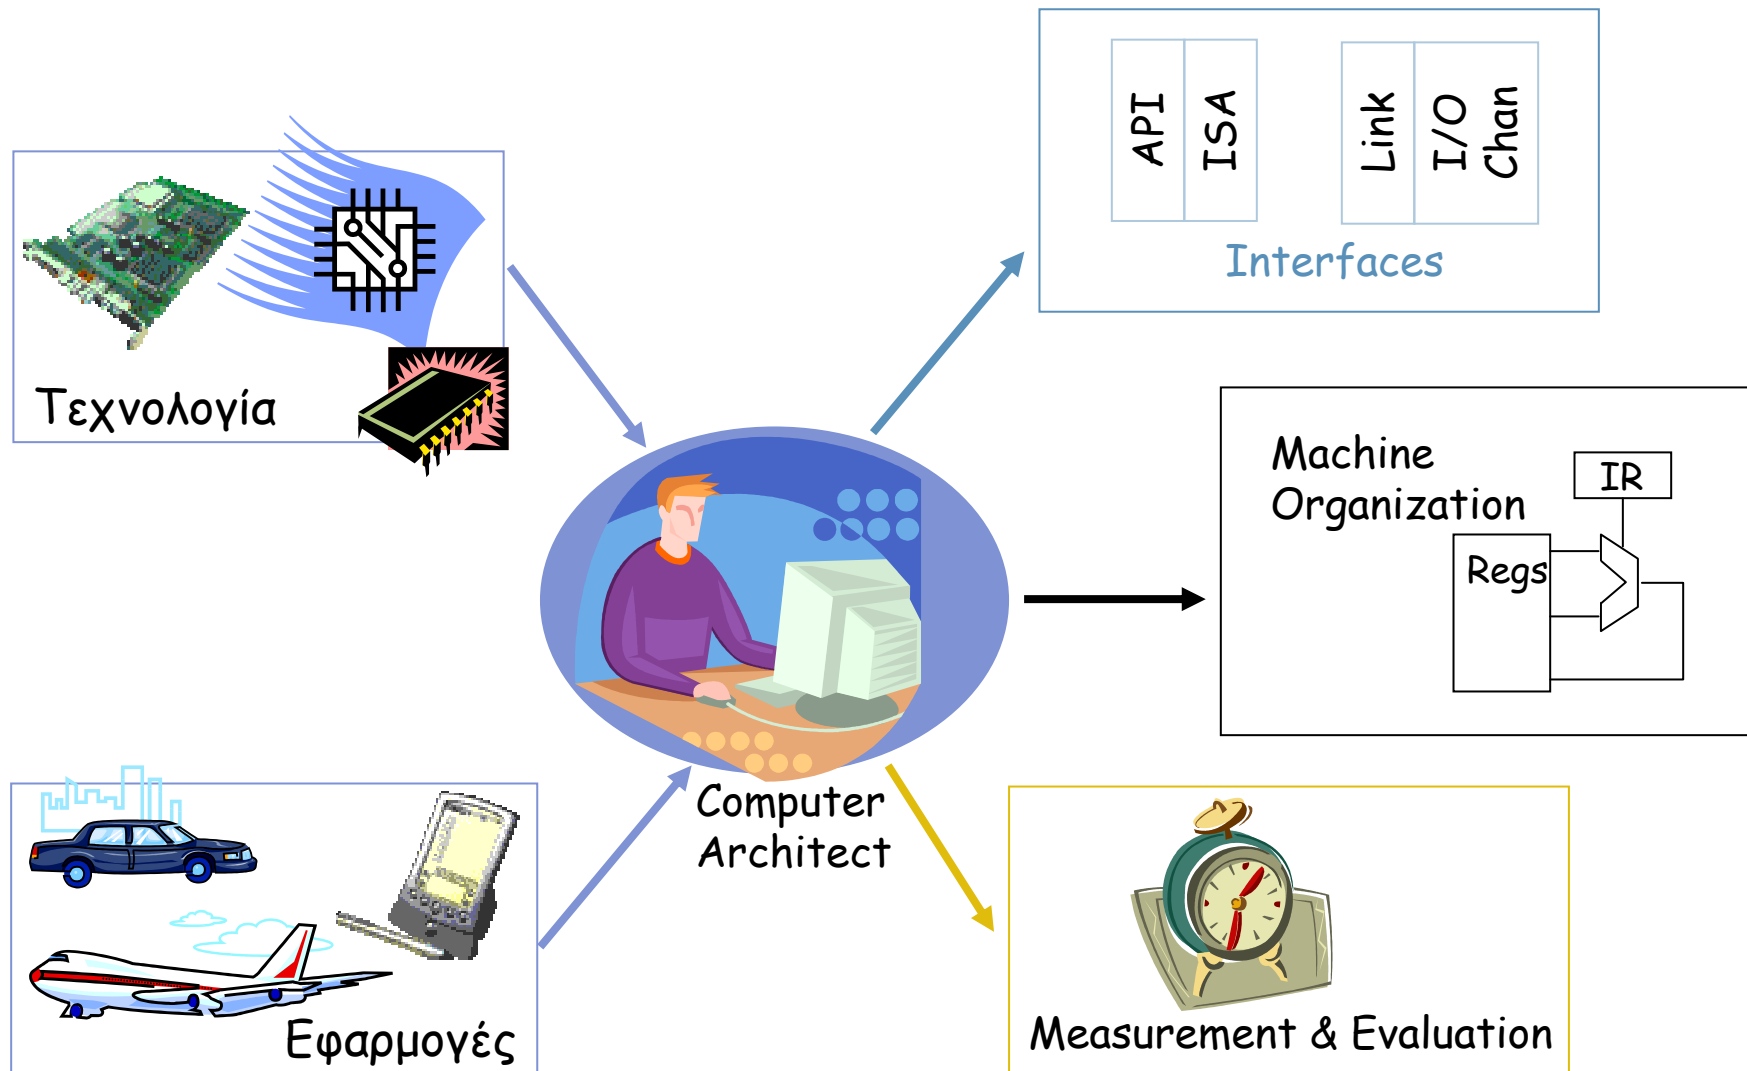 Τεχνολογία
Εφαρμογές
Computer
Architect
API
ISA
Link
I/O
Chan
Interfaces
Machine
Organization
IR
Regs
Measurement & Evaluation